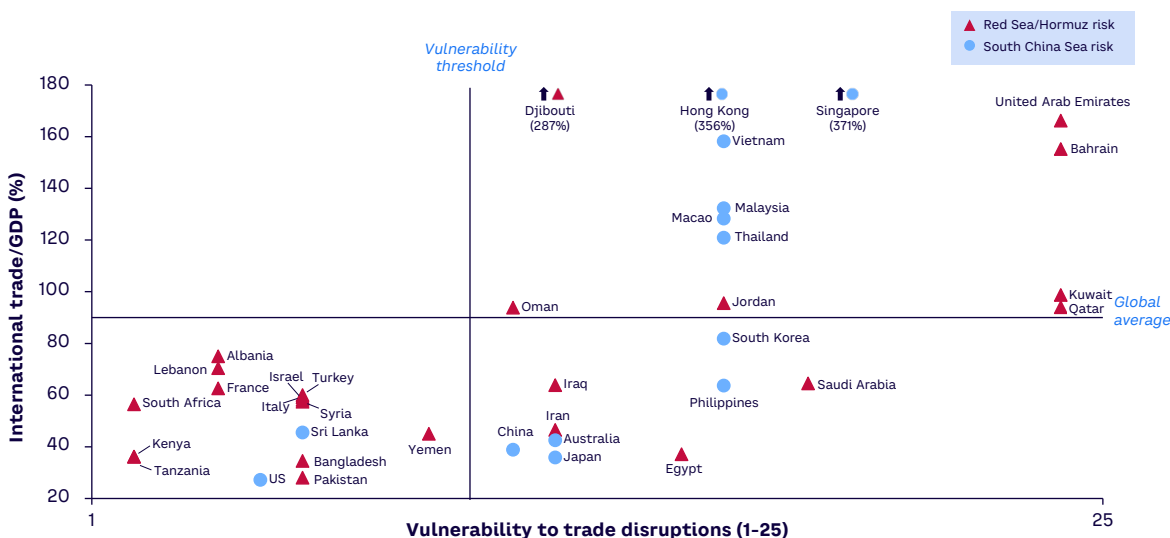 Red Sea/Hormuz risk
South China Sea risk
Vulnerability
threshold
International trade/GDP (%)
180
160
140
120
100
80
60
40
20
Djibouti
(287%)
Hong Kong
(356%)
Singapore
(371%)
United Arab Emirates
Vietnam
Bahrain
Malaysia
Macao
Thailand
Oman
Jordan
Kuwait
Qatar
Global
average
South Korea
Albania
Lebanon
Israel
Turkey
France
Italy
Syria
South Africa
Iraq
Saudi Arabia
Philippines
Iran
Sri Lanka
China
Australia
Kenya
Yemen
Japan
Bangladesh
Tanzania
Egypt
US
Pakistan
1
25
Vulnerability to trade disruptions (1-25)